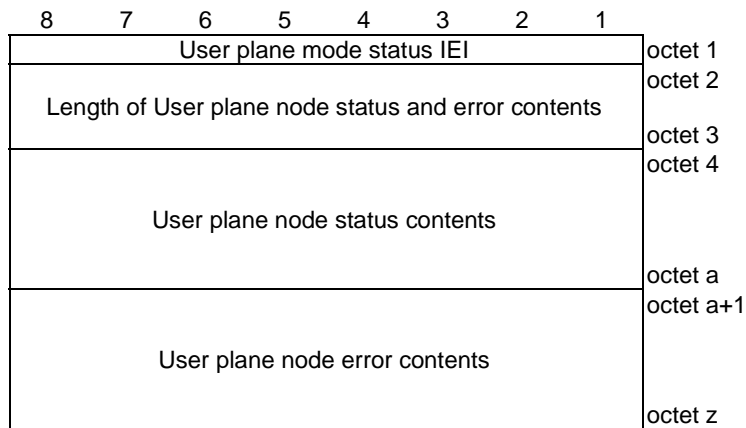 8 7 6 5 4 3 2 1
User plane mode status IEI octet 1
octet 2
Length of User plane node status and error contents
octet 3
octet 4
User plane node status contents
octet a
octet a+1
User plane node error contents
octet z